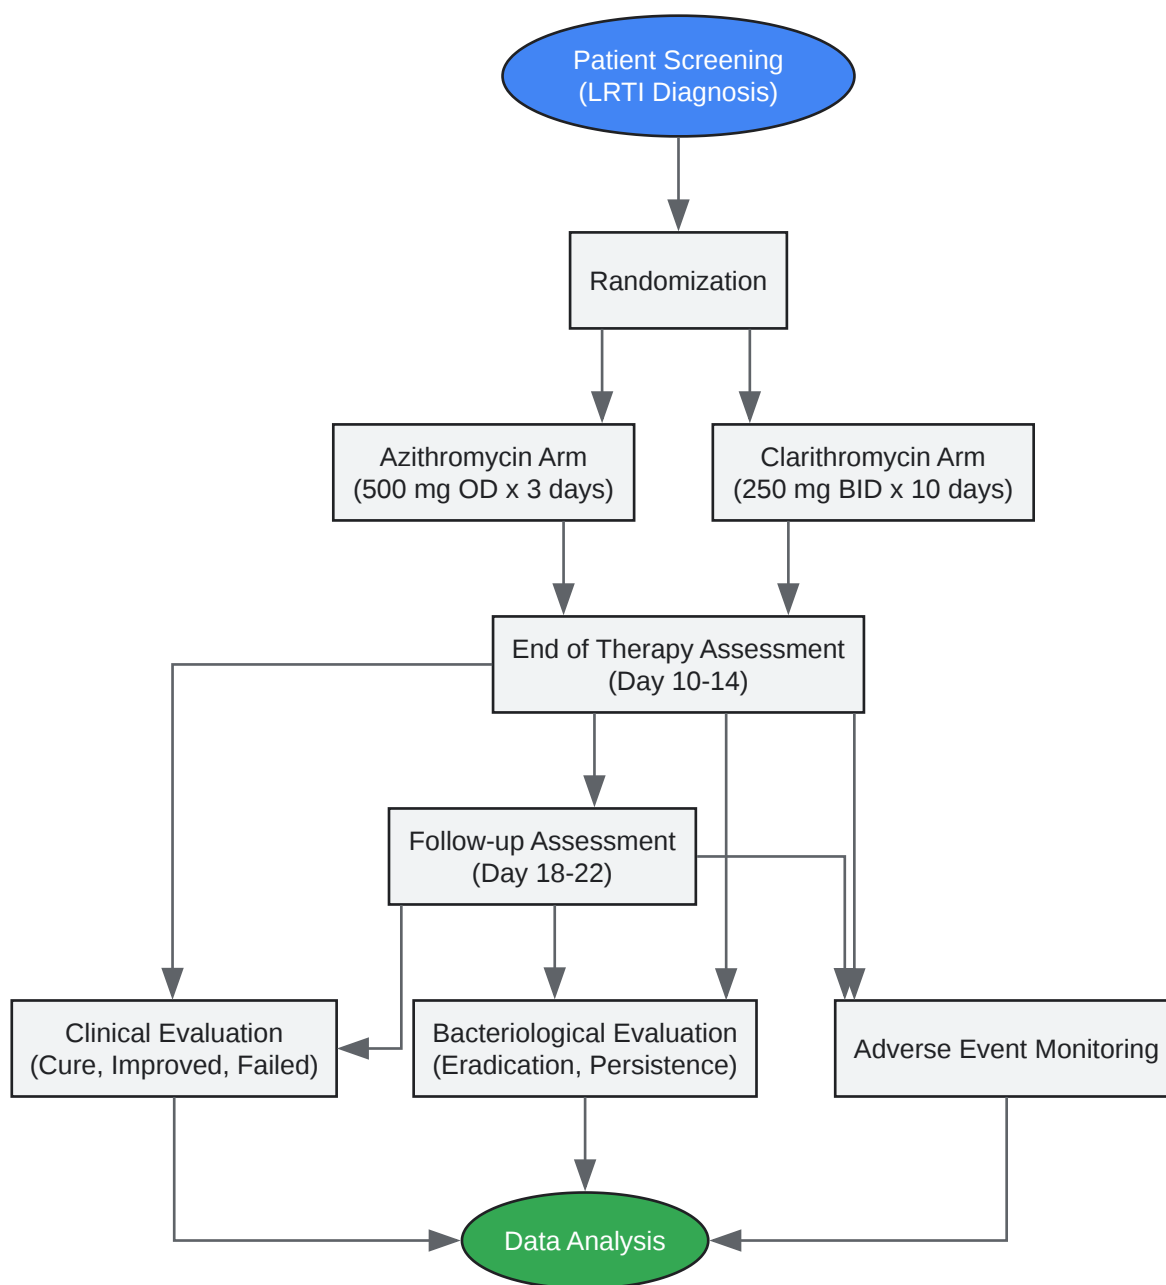 Patient Screening
(LRTI Diagnosis)
Randomization
Azithromycin Arm
(500 mg OD x 3 days)
Clarithromycin Arm
(250 mg BID x 10 days)
End of Therapy Assessment
(Day 10-14)
Follow-up Assessment
(Day 18-22)
Clinical Evaluation
(Cure, Improved, Failed)
Bacteriological Evaluation
(Eradication, Persistence)
Adverse Event Monitoring
Data Analysis